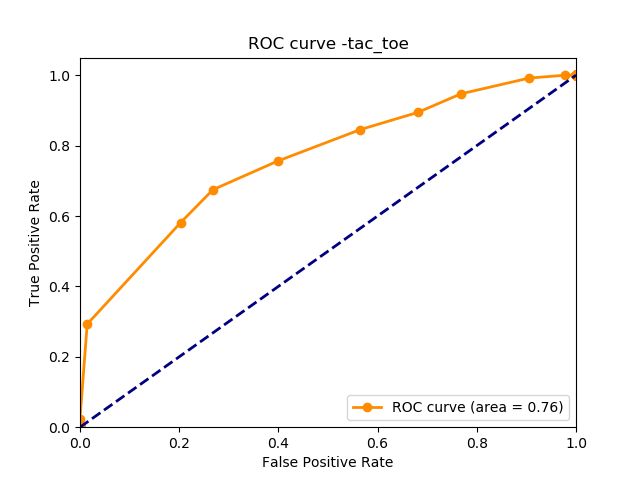 ROC curve -tac_toe
1.0
0.8
0.6
0.4
0.2
0.0
True Positive Rate
ROC curve (area = 0.76)
0.0 0.2 0.4 0.6 0.8 1.0
False Positive Rate